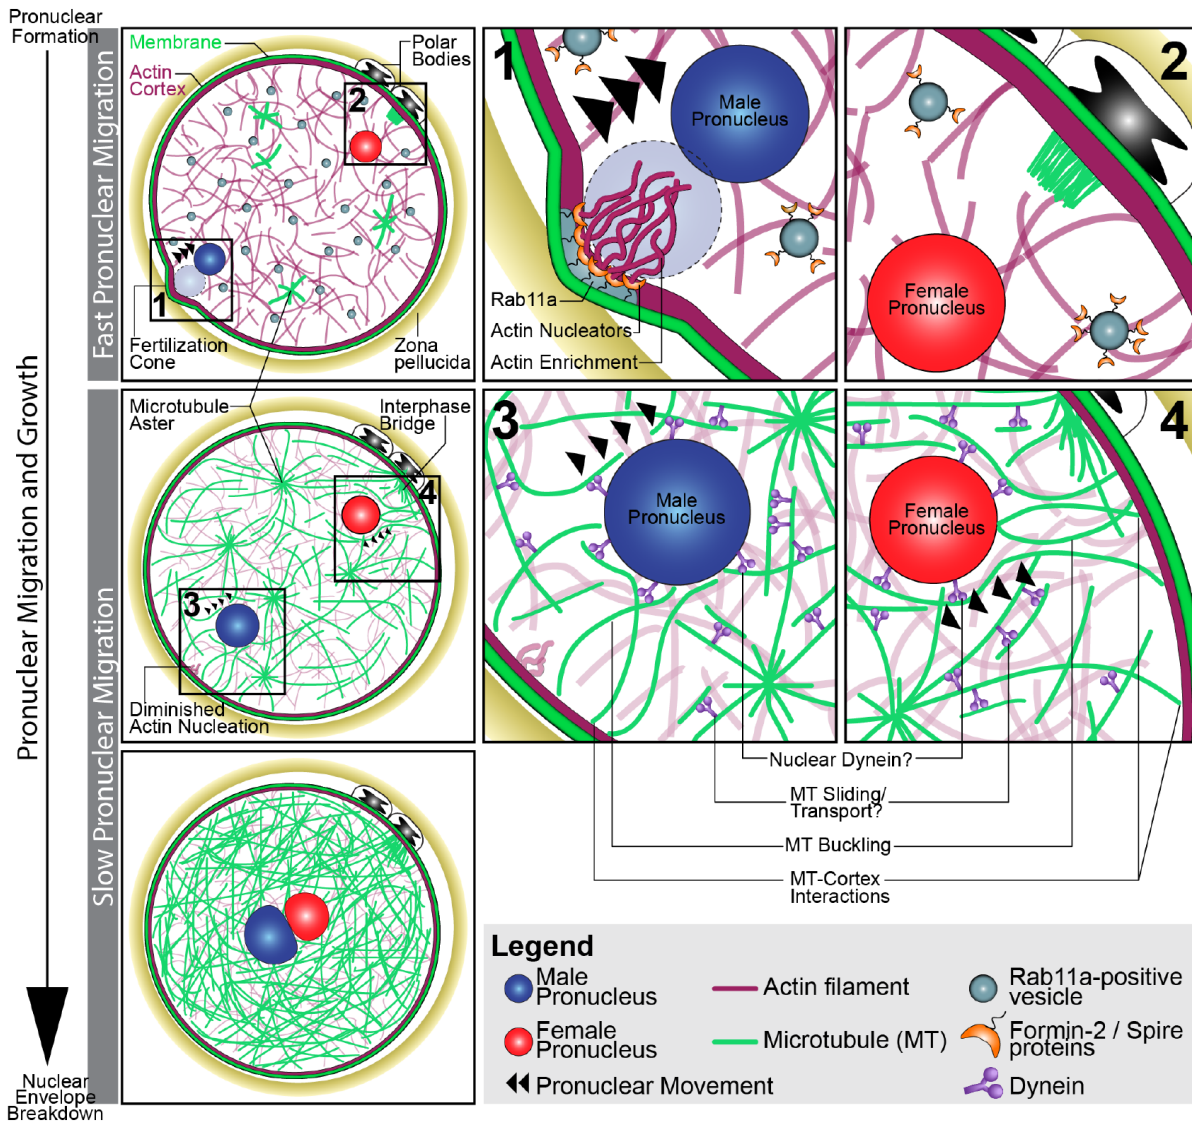 Pronuclear
Formation
Pronuclear Migration and Growth
Nuclear
Envelope
Breakdown
Fast Pronuclear Migration
Slow Pronuclear Migration
Membrane
Actin
Cortex
Polar
Bodies
2
1
Fertilization
Cone
Zona
pellucida
1
Male
Pronucleus
Rab11a
Actin Nucleators
Actin Enrichment
2
Female
Pronucleus
Microtubule
Aster
Interphase
Bridge
4
3
Diminished
Actin Nucleation
3
Male
Pronucleus
4
Female
Pronucleus
Nuclear Dynein?
MT Sliding/
Transport?
MT Buckling
MT-Cortex
Interactions
Legend
Male
Pronucleus
Actin filament
Rab11a-positive
vesicle
Female
Pronucleus
Microtubule (MT)
Formin-2 / Spire
proteins
Pronuclear Movement
Dynein